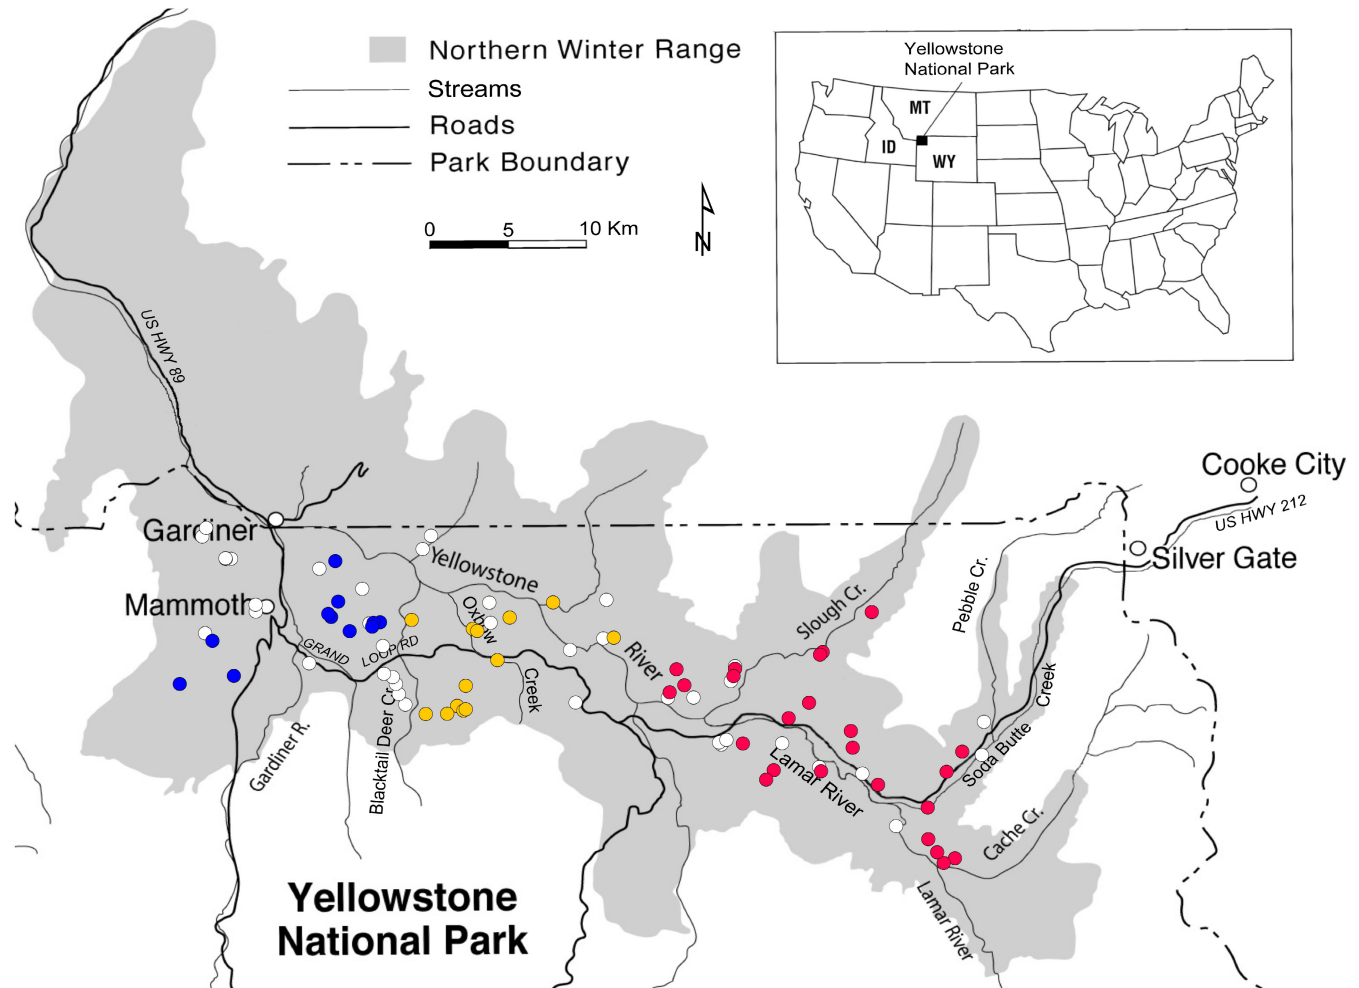 Northern Winter Range
Streams
Roads
Park Boundary
0 5 10 Km
N
Yellowstone
National Park
MT
ID
WY
US HWY 89
Cooke City
US HWY 212
Silver Gate
Gardiner
Mammoth
Yellowstone
River
Oxbow
Creek
GRAND
LOOP RD
Slough Cr.
Pebble Cr.
Gardiner R.
Blacktail Deer Cr.
Lamar River
Soda Butte
Creek
Cache Cr.
Lamar River
Yellowstone
National Park